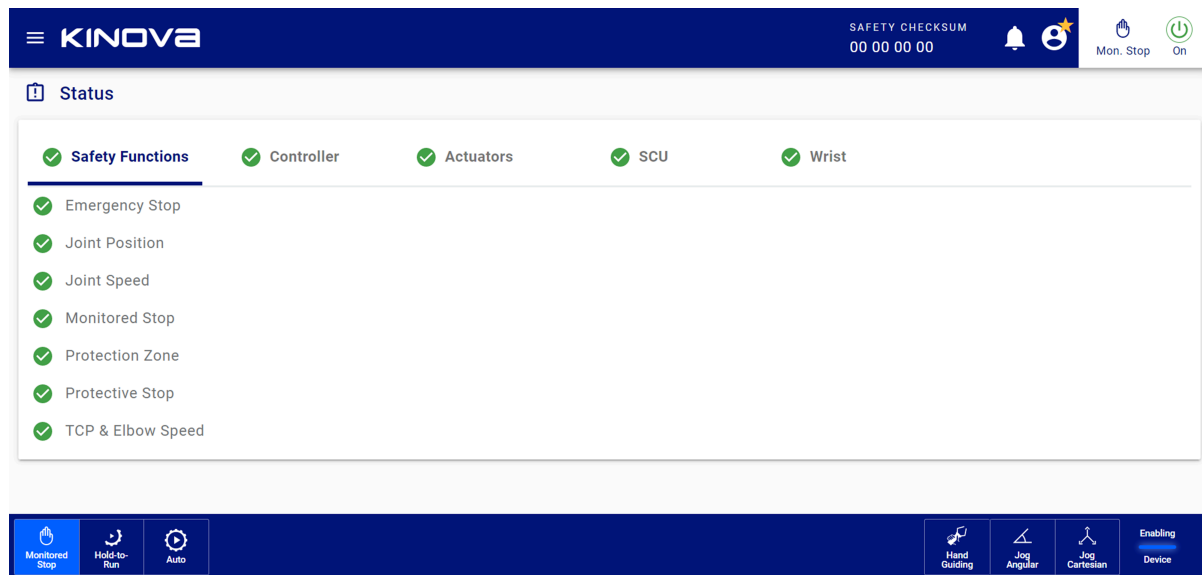 KINOVA
SAFETY CHECKSUM
00 00 00 00
Mon. Stop
On
Status
Safety Functions
Controller
Actuators
SCU
Wrist
Emergency Stop
Joint Position
Joint Speed
Monitored Stop
Protection Zone
Protective Stop
TCP & Elbow Speed
Monitored
Stop
Hold-to-
Run
Auto
Hand
Guiding
Jog
Angular
Jog
Cartesian
Enabling
Device